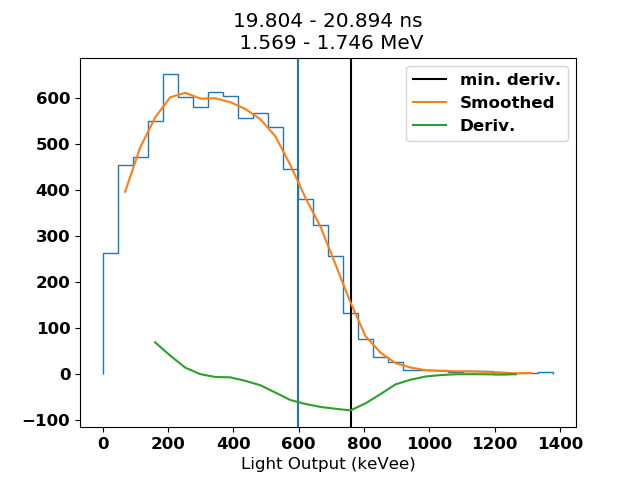 19.804 - 20.894 ns
1.569 - 1.746 MeV
min. deriv.
Smoothed
Deriv.
600
500
400
300
200
100
0
−100
0 200 400 600 800 1000 1200 1400
Light Output (keVee)